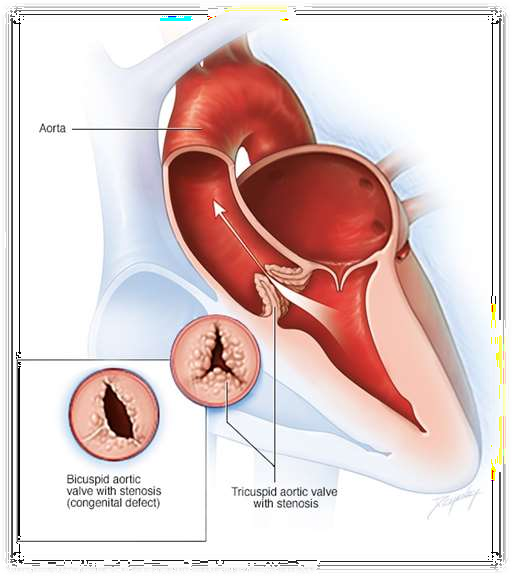 Aorta
Bicuspid aortic
valve with stenosis
(congenital defect)
Tricuspid aortic valve
with stenosis